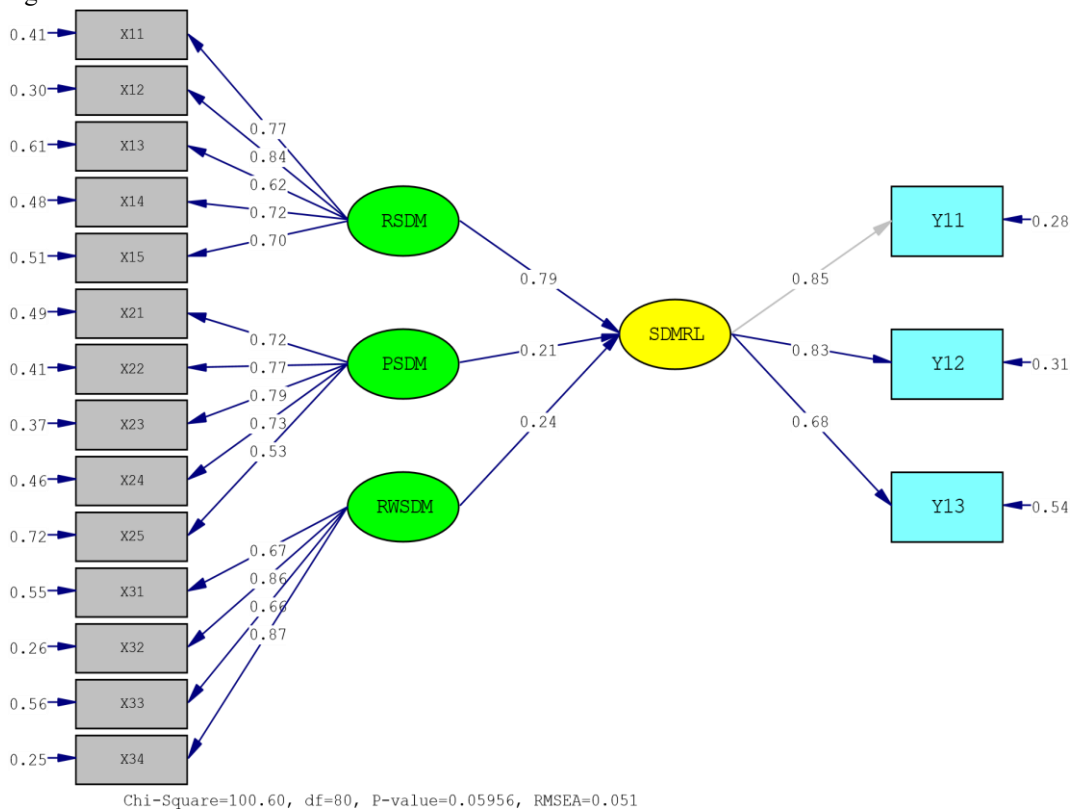 0.41 X11
0.30 X12
0.61 X13
0.48 X14
0.51 X15
0.49 X21
0.41 X22
0.37 X23
0.46 X24
0.72 X25
0.55 X31
0.26 X32
0.56 X33
0.25 X34
0.77
0.84
0.62
0.72
0.70
0.72
0.77
0.79
0.73
0.53
0.67
0.86
0.66
0.87
RSDM
PSDM
RWSDM
0.79
0.21
0.24
SDMRL
0.85
0.83
0.68
Y11 0.28
Y12 0.31
Y13 0.54
Chi-Square=100.60, df=80, P-value=0.05956, RMSEA=0.051